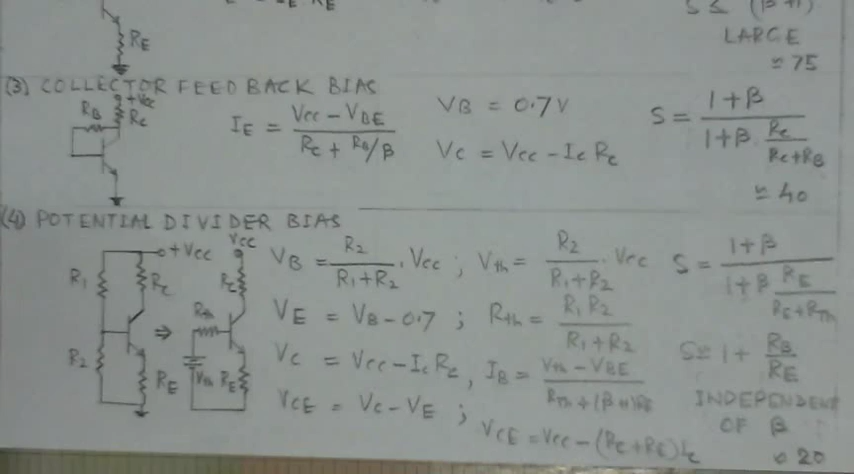 S ≤ (β+1)
RE
LARGE
≃ 75
(3) COLLECTOR FEED BACK BIAS
+Vcc
RB RC
IE = (Vcc - VBE) / (RC + RB/β)
VB = 0.7V
VC = Vcc - Ic RC
S = (1+β) / (1+β · RC/(RC+RB))
≃ 40
(4) POTENTIAL DIVIDER BIAS
+Vcc Vcc
R1 RC RC
Rth
R2 RE Vth RE
VB = R2/(R1+R2) · Vcc ; Vth = R2/(R1+R2) · Vcc
S = (1+β) / (1+β RE/(RE+Rth))
VE = VB - 0.7 ; Rth = R1 R2/(R1+R2)
S ≃ 1 + RB/RE
VC = Vcc - Ic RC , IB = (Vth - VBE) / (Rth + (β+1)RE)
INDEPENDENT
OF β
VCE = VC - VE ; VCE = Vcc - (RC+RE) Ic
≃ 20